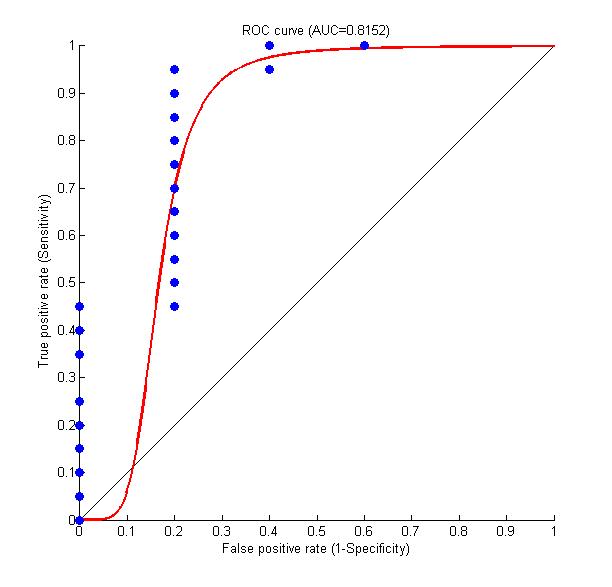 ROC curve (AUC=0.8152)
1
0.9
0.8
0.7
0.6
0.5
0.4
0.3
0.2
0.1
0
True positive rate (Sensitivity)
0 0.1 0.2 0.3 0.4 0.5 0.6 0.7 0.8 0.9 1
False positive rate (1-Specificity)